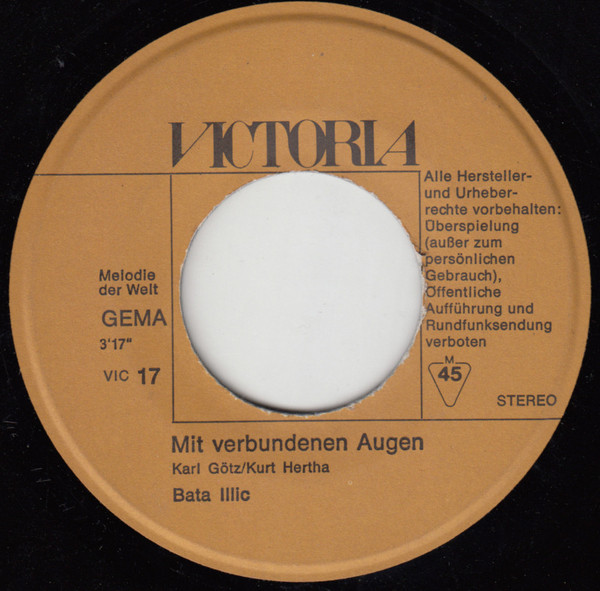 VICTORIA
Alle Hersteller-
und Urheber-
rechte vorbehalten:
Überspielung
(außer zum
persönlichen
Gebrauch),
Öffentliche
Aufführung und
Rundfunksendung
verboten
Melodie
der Welt
GEMA
3'17"
VIC 17
M
45
STEREO
Mit verbundenen Augen
Karl Götz/Kurt Hertha
Bata Illic